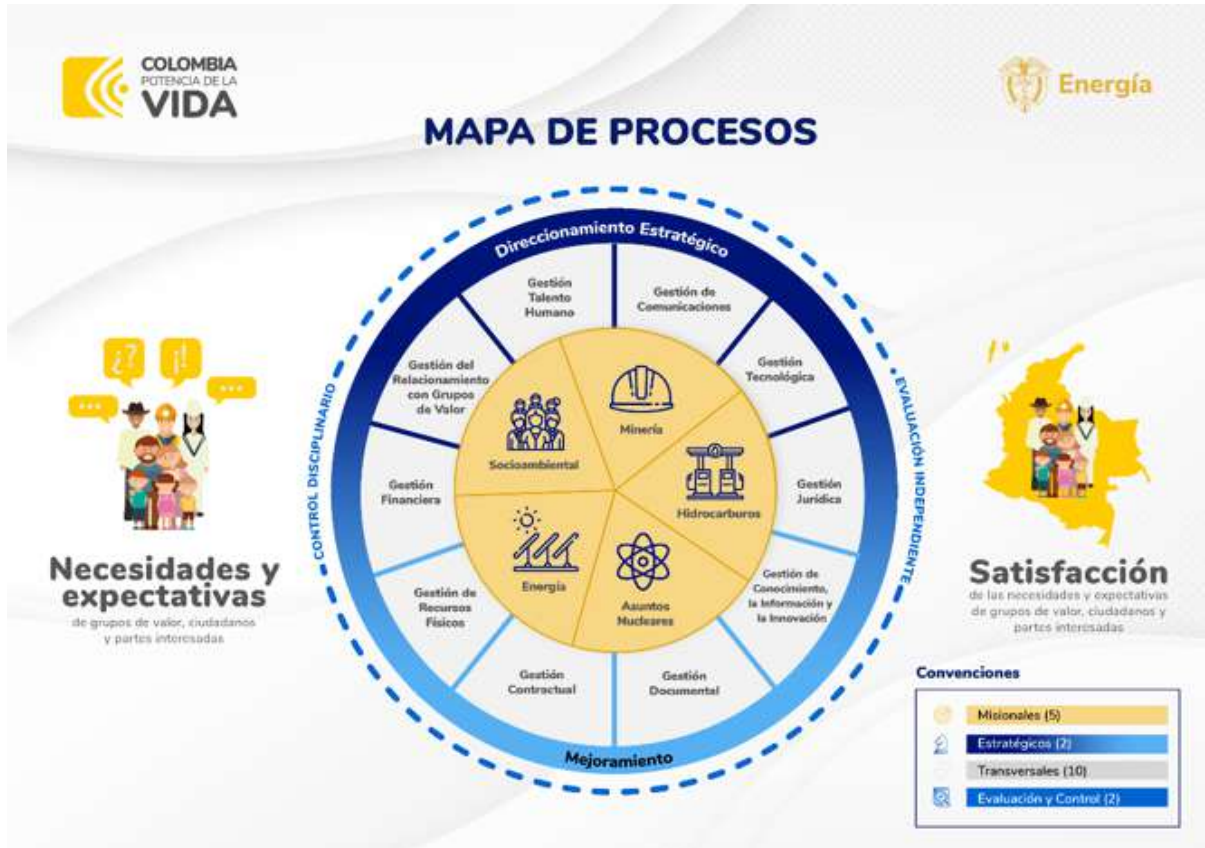 COLOMBIA
POTENCIA DE LA
VIDA
Energía
MAPA DE PROCESOS
Direccionamiento Estratégico
Gestión
Talento
Humano
Gestión de
Comunicaciones
Gestión del
Relacionamiento
con Grupos
de Valor
Gestión
Tecnológica
Gestión
Financiera
Gestión
Jurídica
Gestión de
Recursos
Físicos
Gestión de
Conocimiento,
la Información y
la Innovación
Gestión
Contractual
Gestión
Documental
Mejoramiento
Minería
Socioambiental
Hidrocarburos
Energía
Asuntos
Nucleares
CONTROL DISCIPLINARIO
EVALUACIÓN INDEPENDIENTE
¿?
¡!
...
...
Necesidades y
expectativas
de grupos de valor, ciudadanos
y partes interesadas
Satisfacción
de las necesidades y expectativas
de grupos de valor, ciudadanos y
partes interesadas
Convenciones
Misionales (5)
Estratégicos (2)
Transversales (10)
Evaluación y Control (2)